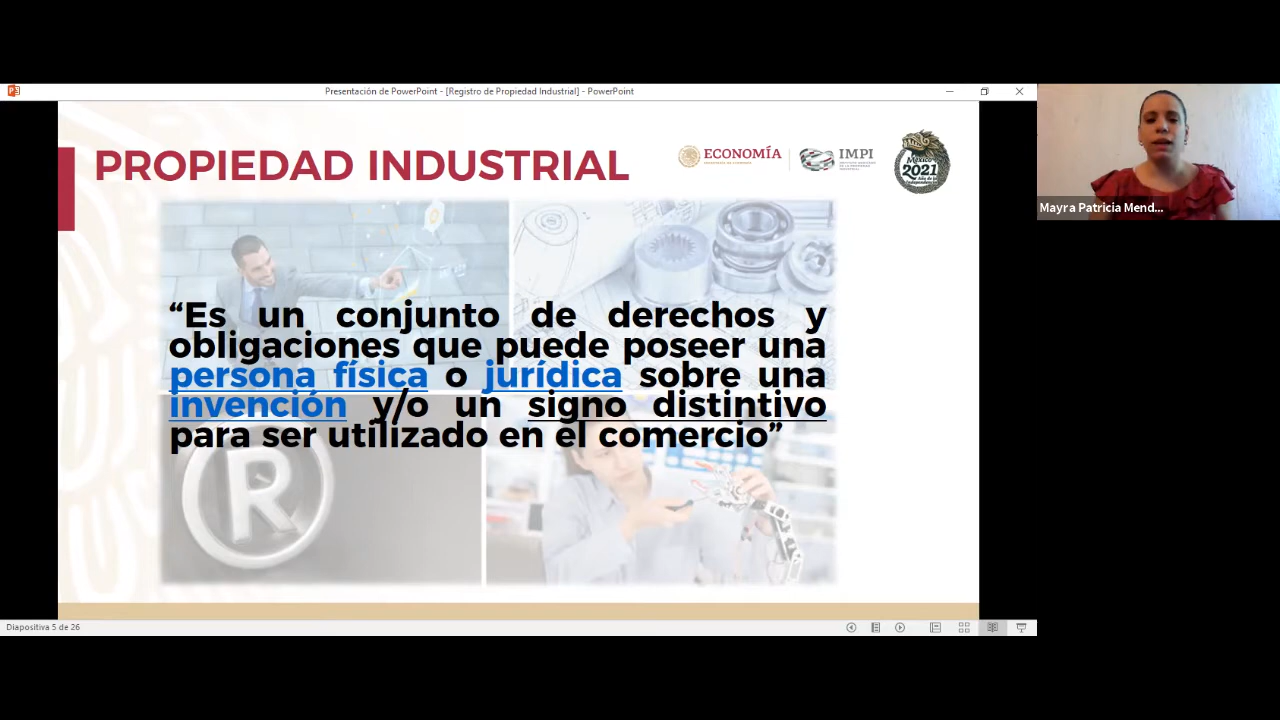 Presentación de PowerPoint - [Registro de Propiedad Industrial] - PowerPoint
PROPIEDAD INDUSTRIAL
ECONOMÍA
IMPI
México
2021
Mayra Patricia Mend...
“Es un conjunto de derechos y
obligaciones que puede poseer una
persona física o jurídica sobre una
invención y/o un signo distintivo
para ser utilizado en el comercio”
R
Diapositiva 5 de 26